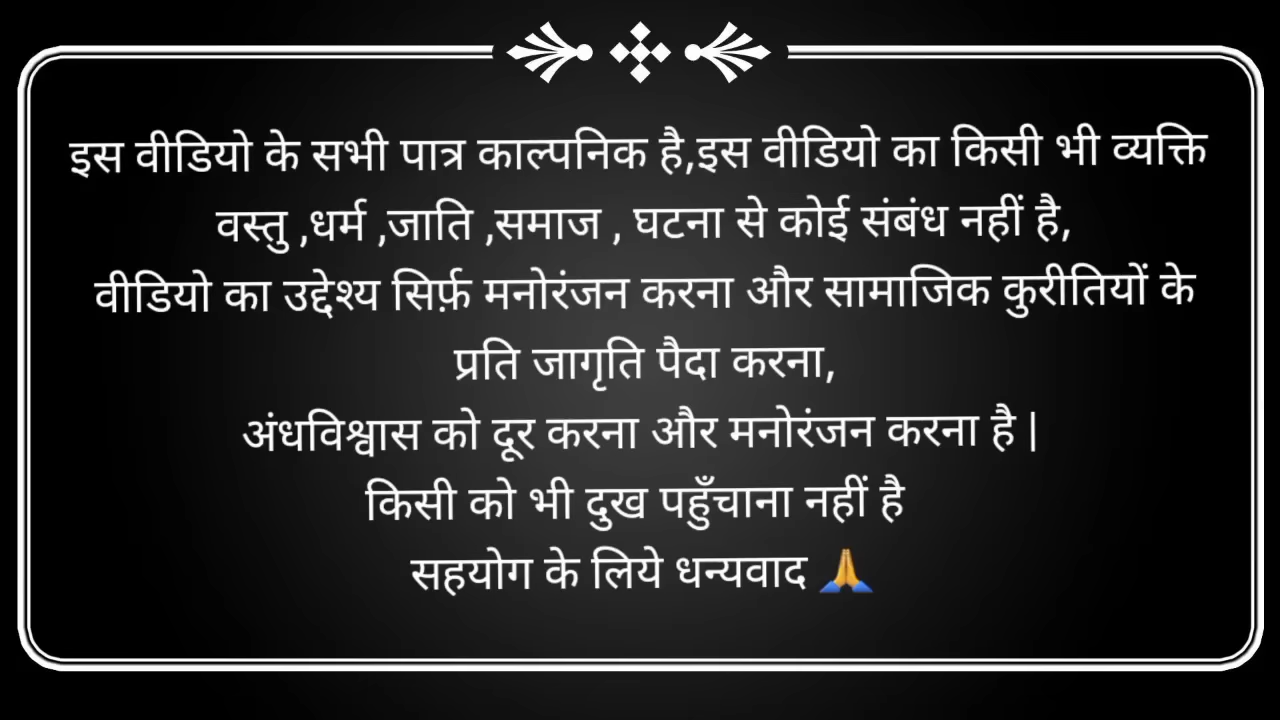 इस वीडियो के सभी पात्र काल्पनिक है,इस वीडियो का किसी भी व्यक्ति
वस्तु ,धर्म ,जाति ,समाज , घटना से कोई संबंध नहीं है,
वीडियो का उद्देश्य सिर्फ़ मनोरंजन करना और सामाजिक कुरीतियों के
प्रति जागृति पैदा करना,
अंधविश्वास को दूर करना और मनोरंजन करना है |
किसी को भी दुख पहुँचाना नहीं है
सहयोग के लिये धन्यवाद 🙏